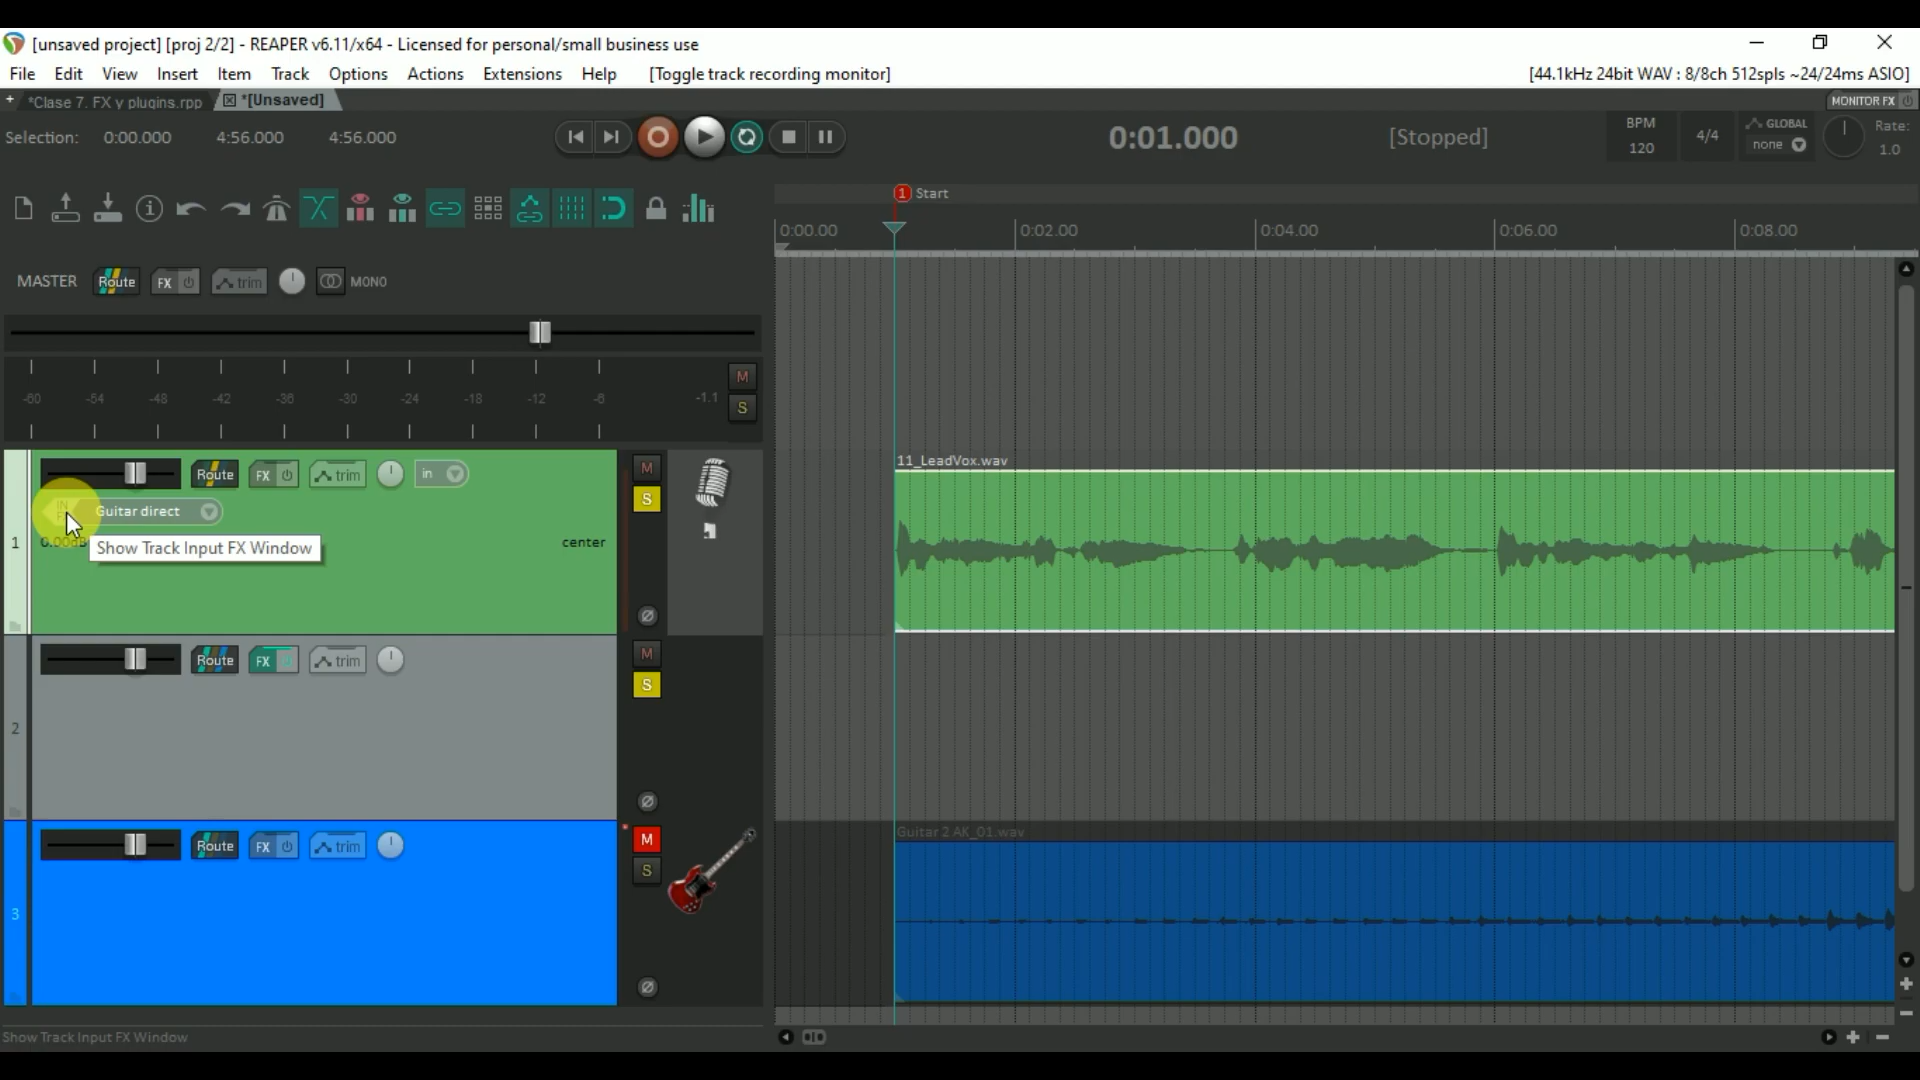 [unsaved project] [proj 2/2] - REAPER v6.11/x64 - Licensed for personal/small business use
File Edit View Insert Item Track Options Actions Extensions Help [Toggle track recording monitor] [44.1kHz 24bit WAV : 8/8ch 512spls ~24/24ms ASIO]
+ *Clase 7. FX y plugins.rpp *[Unsaved] MONITOR FX
Selection: 0:00.000 4:56.000 4:56.000 0:01.000 [Stopped] BPM 120 4/4 GLOBAL none Rate: 1.0
1 Start
0:00.00 0:02.00 0:04.00 0:06.00 0:08.00
MASTER Route FX trim MONO
M
-60 -54 -48 -42 -36 -30 -24 -18 -12 -6 -1.1
S
11_LeadVox.wav
Route FX trim in M
S
IN Guitar direct
1 0.00dB center
Show Track Input FX Window
Route FX trim M
S
2
Guitar 2 AK_01.wav
Route FX trim M
S
3
Show Track Input FX Window